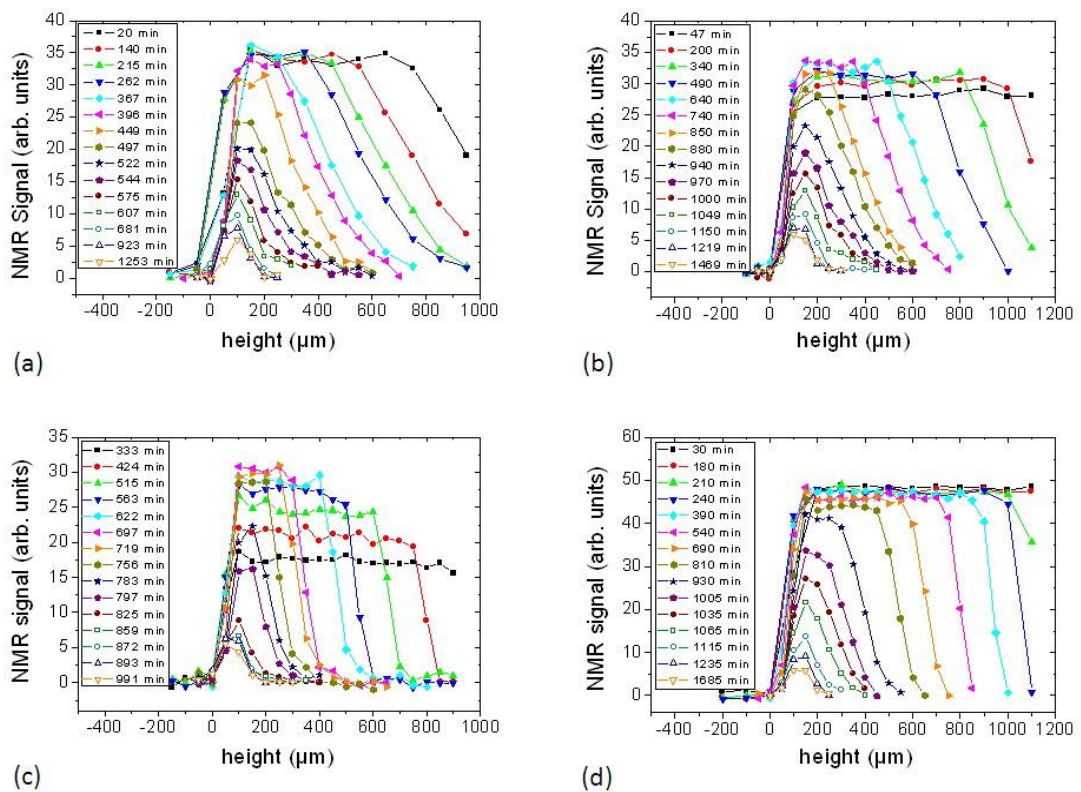 40
35
30
25
20
15
10
5
0
NMR Signal (arb. units)
20 min
140 min
215 min
262 min
367 min
396 min
449 min
497 min
522 min
544 min
575 min
607 min
681 min
923 min
1253 min
-400 -200 0 200 400 600 800 1000
height (µm)
(a)
40
35
30
25
20
15
10
5
0
NMR Signal (arb. units)
47 min
200 min
340 min
490 min
640 min
740 min
850 min
880 min
940 min
970 min
1000 min
1049 min
1150 min
1219 min
1469 min
-400 -200 0 200 400 600 800 1000 1200
height (µm)
(b)
35
30
25
20
15
10
5
0
NMR signal (arb. units)
333 min
424 min
515 min
563 min
622 min
697 min
719 min
756 min
783 min
797 min
825 min
859 min
872 min
893 min
991 min
-400 -200 0 200 400 600 800 1000
height (µm)
(c)
60
50
40
30
20
10
0
NMR signal (arb. units)
30 min
180 min
210 min
240 min
390 min
540 min
690 min
810 min
930 min
1005 min
1035 min
1065 min
1115 min
1235 min
1685 min
-400 -200 0 200 400 600 800 1000 1200
height (µm)
(d)